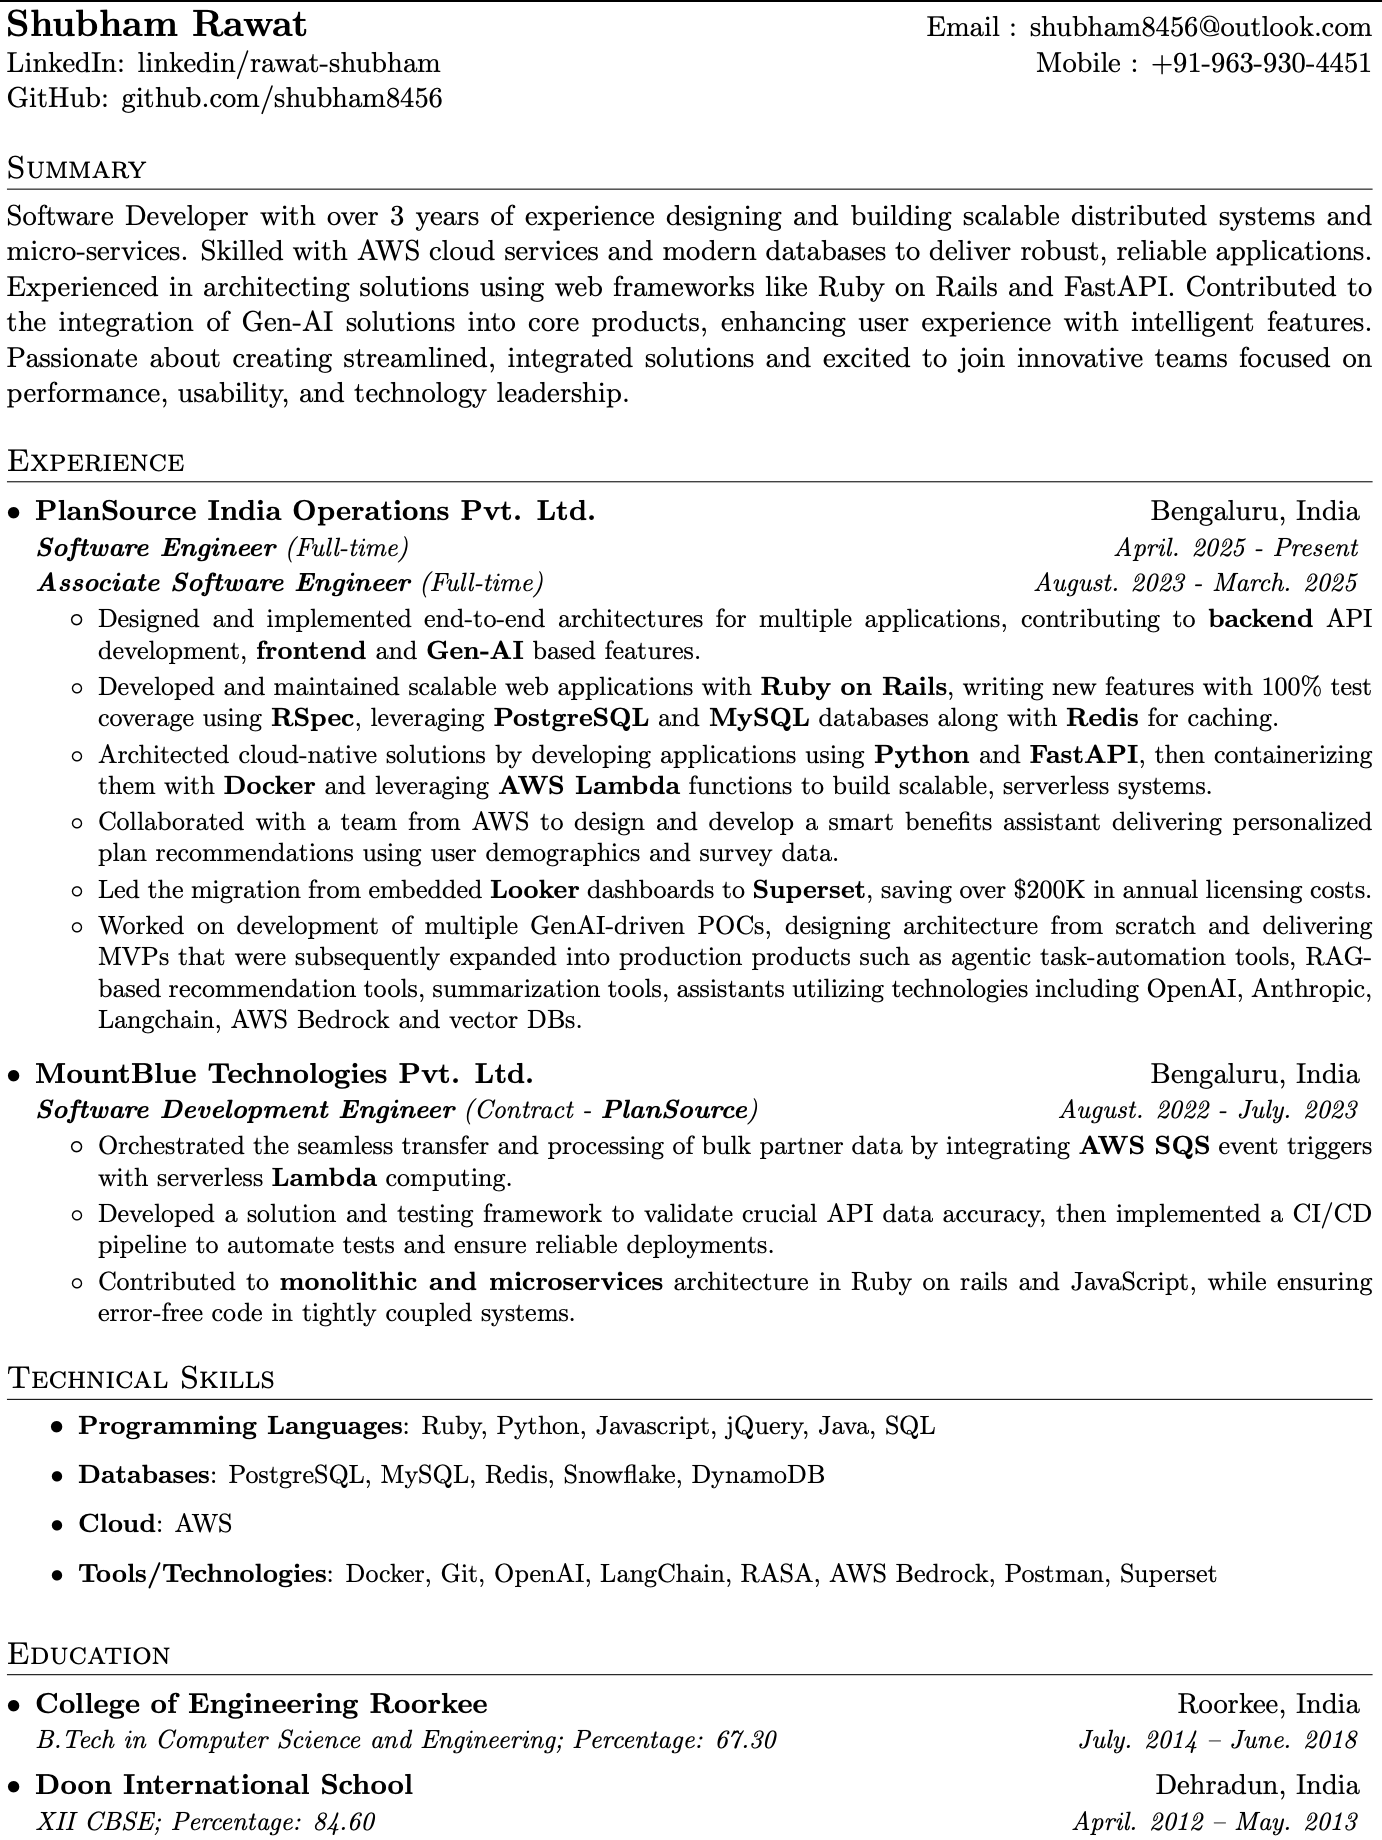 Shubham Rawat
Email : shubham8456@outlook.com
LinkedIn: linkedin/rawat-shubham
Mobile : +91-963-930-4451
GitHub: github.com/shubham8456
Summary
Software Developer with over 3 years of experience designing and building scalable distributed systems and
micro-services. Skilled with AWS cloud services and modern databases to deliver robust, reliable applications.
Experienced in architecting solutions using web frameworks like Ruby on Rails and FastAPI. Contributed to
the integration of Gen-AI solutions into core products, enhancing user experience with intelligent features.
Passionate about creating streamlined, integrated solutions and excited to join innovative teams focused on
performance, usability, and technology leadership.
Experience
• PlanSource India Operations Pvt. Ltd. Bengaluru, India
Software Engineer (Full-time) April. 2025 - Present
Associate Software Engineer (Full-time) August. 2023 - March. 2025
◦ Designed and implemented end-to-end architectures for multiple applications, contributing to backend API
development, frontend and Gen-AI based features.
◦ Developed and maintained scalable web applications with Ruby on Rails, writing new features with 100% test
coverage using RSpec, leveraging PostgreSQL and MySQL databases along with Redis for caching.
◦ Architected cloud-native solutions by developing applications using Python and FastAPI, then containerizing
them with Docker and leveraging AWS Lambda functions to build scalable, serverless systems.
◦ Collaborated with a team from AWS to design and develop a smart benefits assistant delivering personalized
plan recommendations using user demographics and survey data.
◦ Led the migration from embedded Looker dashboards to Superset, saving over $200K in annual licensing costs.
◦ Worked on development of multiple GenAI-driven POCs, designing architecture from scratch and delivering
MVPs that were subsequently expanded into production products such as agentic task-automation tools, RAG-
based recommendation tools, summarization tools, assistants utilizing technologies including OpenAI, Anthropic,
Langchain, AWS Bedrock and vector DBs.
• MountBlue Technologies Pvt. Ltd. Bengaluru, India
Software Development Engineer (Contract - PlanSource) August. 2022 - July. 2023
◦ Orchestrated the seamless transfer and processing of bulk partner data by integrating AWS SQS event triggers
with serverless Lambda computing.
◦ Developed a solution and testing framework to validate crucial API data accuracy, then implemented a CI/CD
pipeline to automate tests and ensure reliable deployments.
◦ Contributed to monolithic and microservices architecture in Ruby on rails and JavaScript, while ensuring
error-free code in tightly coupled systems.
Technical Skills
• Programming Languages: Ruby, Python, Javascript, jQuery, Java, SQL
• Databases: PostgreSQL, MySQL, Redis, Snowflake, DynamoDB
• Cloud: AWS
• Tools/Technologies: Docker, Git, OpenAI, LangChain, RASA, AWS Bedrock, Postman, Superset
Education
• College of Engineering Roorkee Roorkee, India
B.Tech in Computer Science and Engineering; Percentage: 67.30 July. 2014 – June. 2018
• Doon International School Dehradun, India
XII CBSE; Percentage: 84.60 April. 2012 – May. 2013